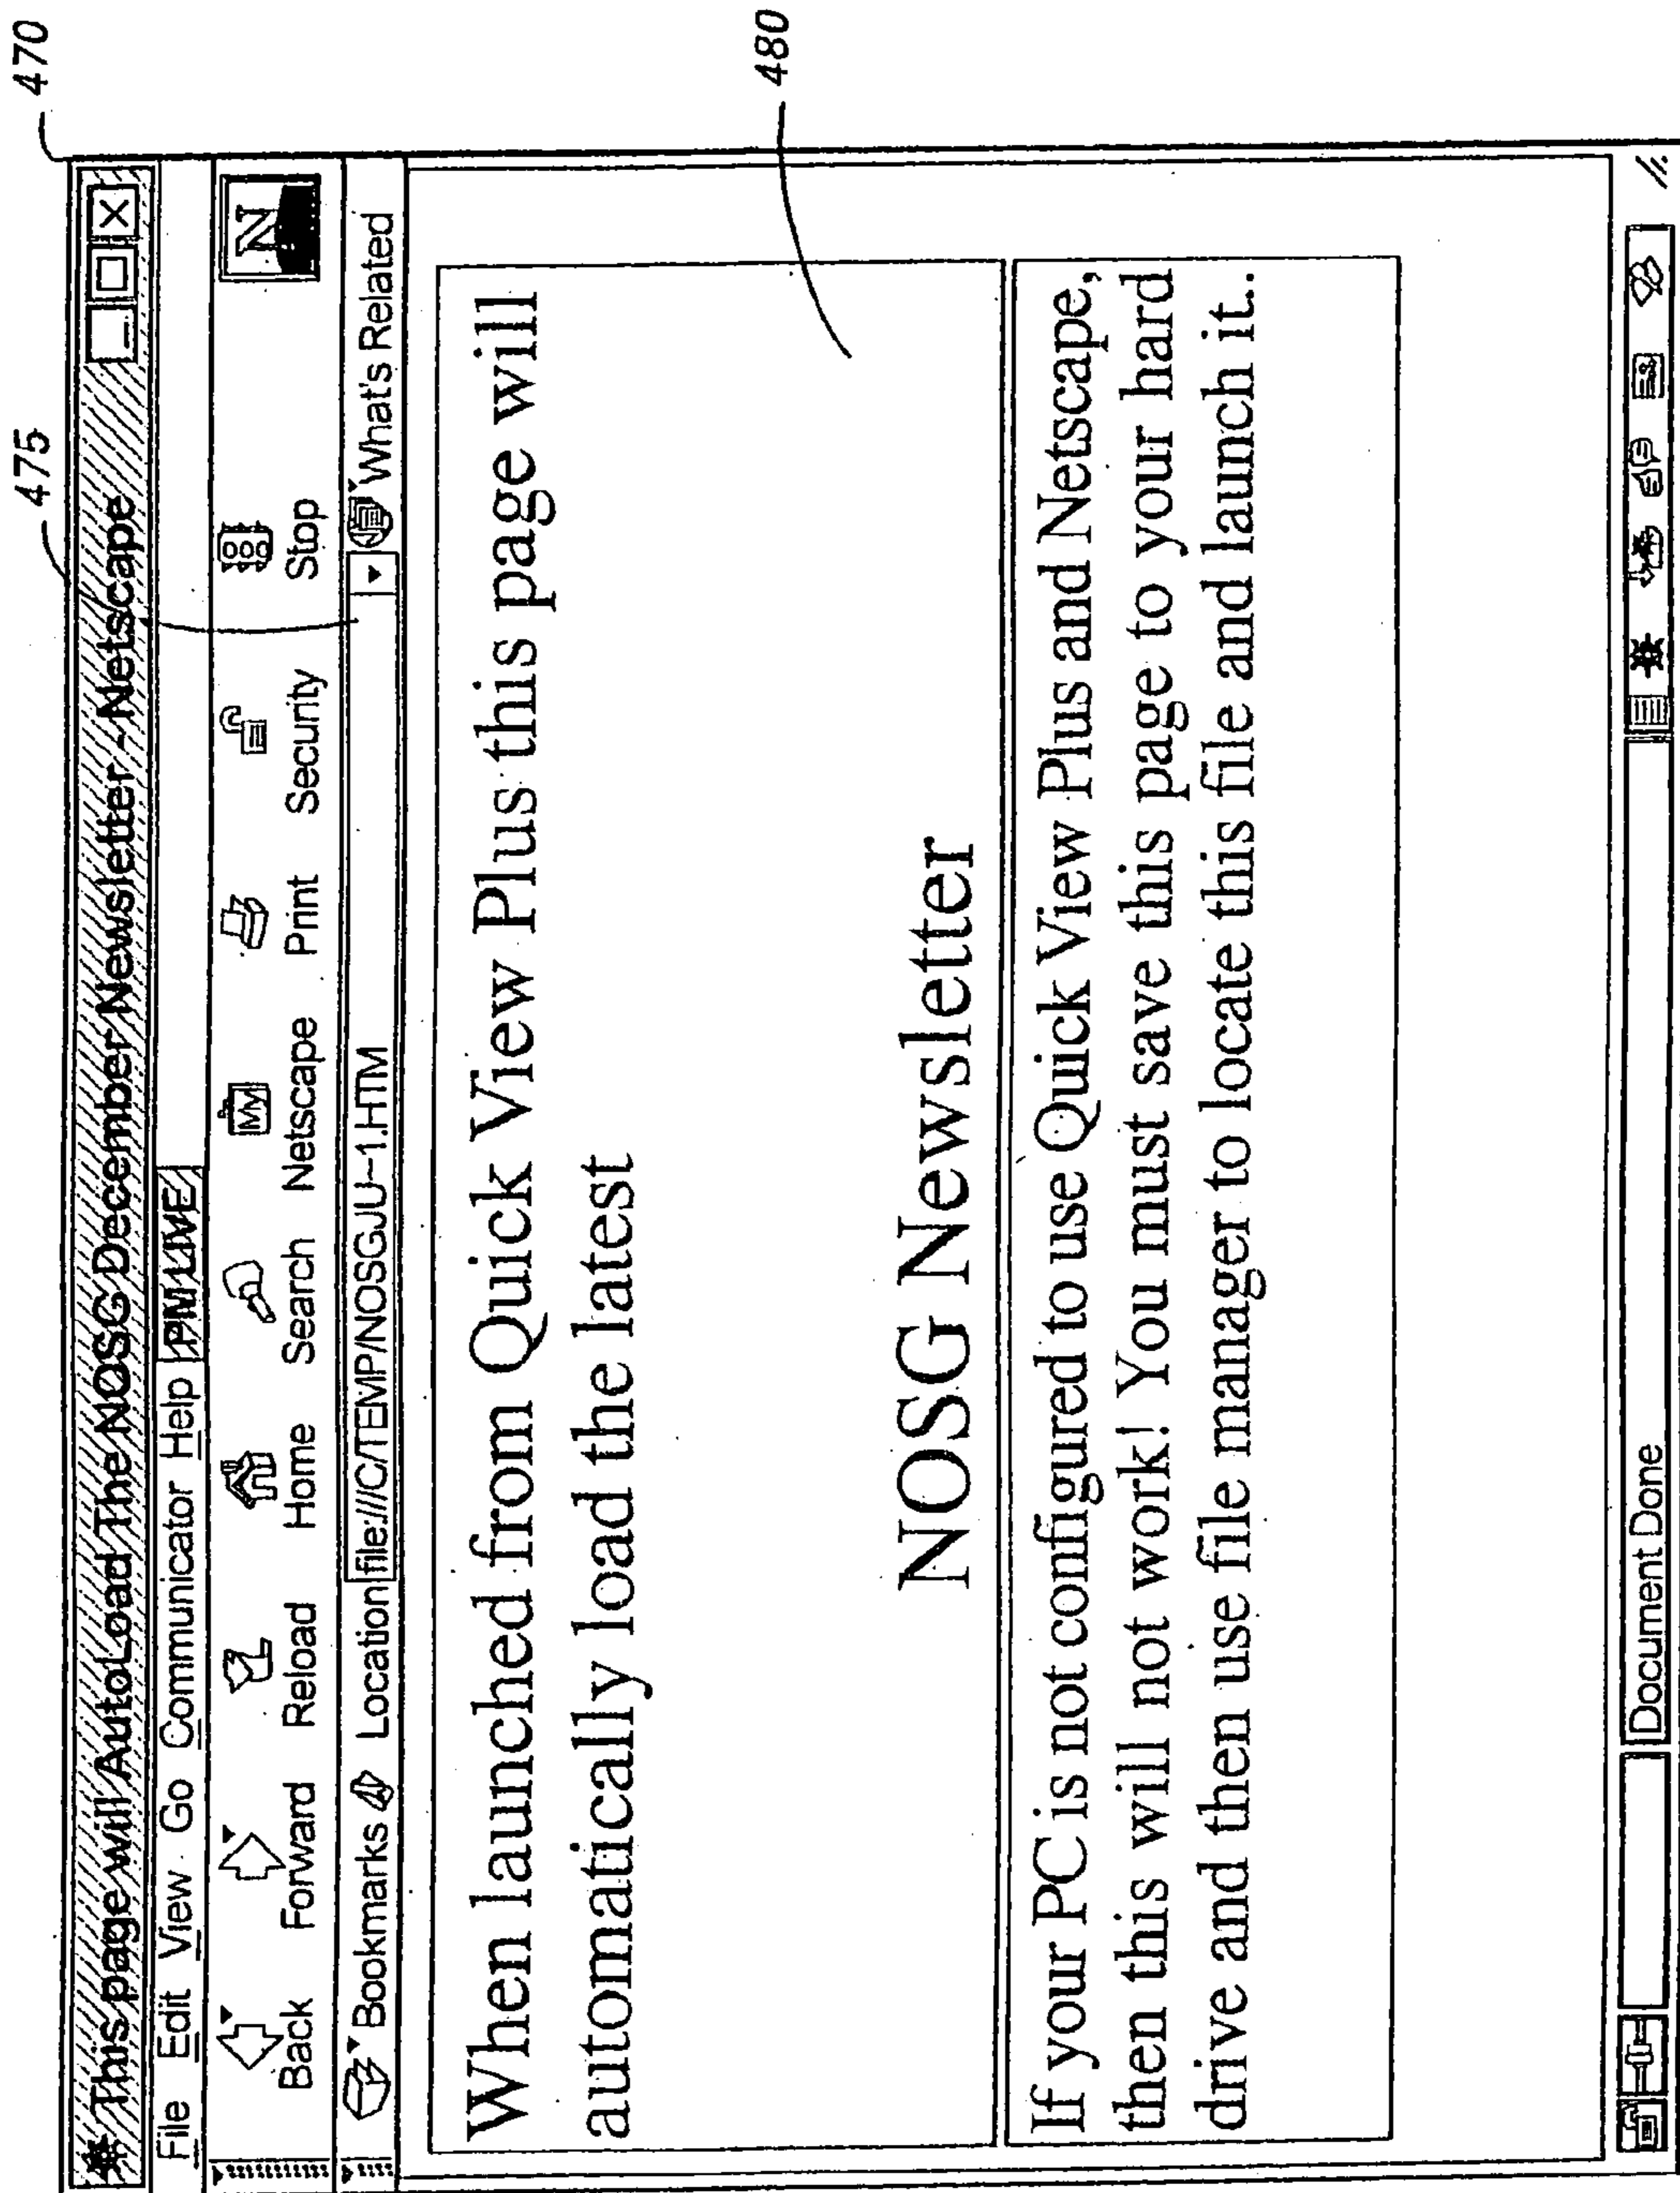 470
475
This page will AutoLoad The NOSG December Newsletter - Netscape
File Edit View Go Communicator Help PM LIVE
N
My
Back Forward Reload Home Search Netscape Print Security Stop
Bookmarks Location file:///C/TEMP/NOSGJU~1.HTM What's Related
When launched from Quick View Plus this page will
automatically load the latest
480
NOSG Newsletter
If your PC is not configured to use Quick View Plus and Netscape,
then this will not work! You must save this page to your hard
drive and then use file manager to locate this file and launch it..
Document Done